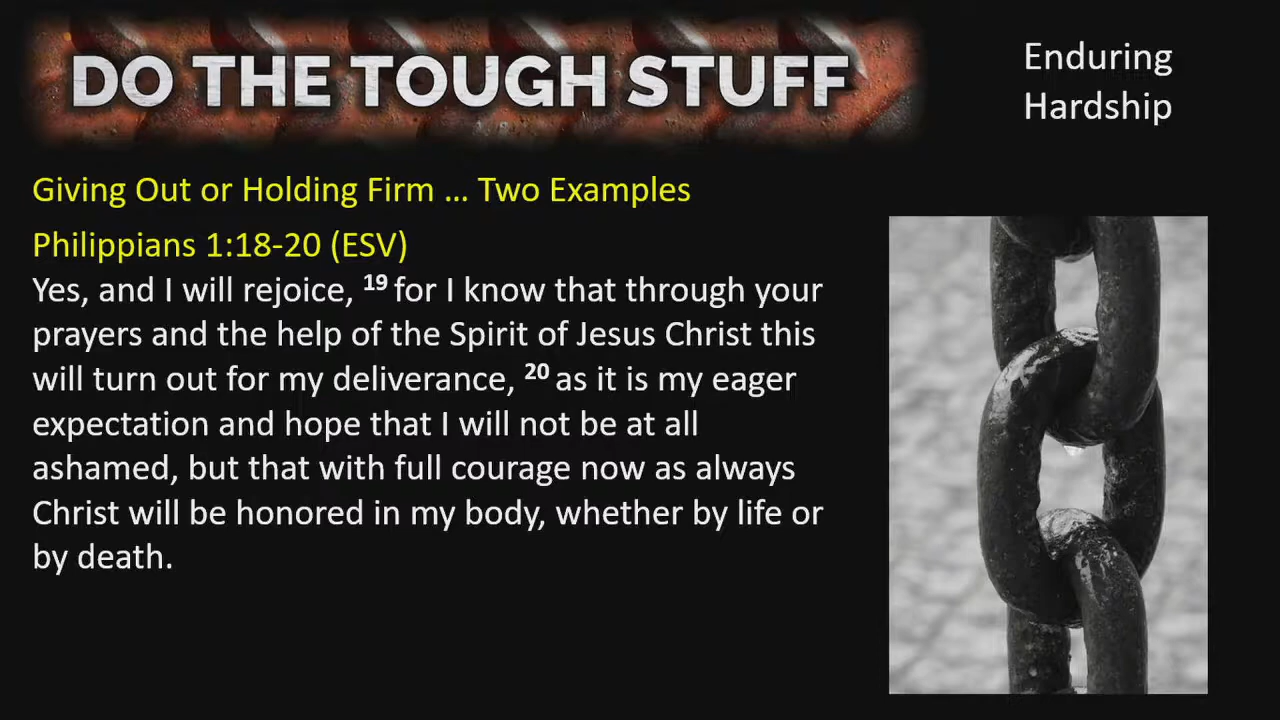 DO THE TOUGH STUFF
Enduring
Hardship
Giving Out or Holding Firm ... Two Examples
Philippians 1:18-20 (ESV)
Yes, and I will rejoice, 19 for I know that through your
prayers and the help of the Spirit of Jesus Christ this
will turn out for my deliverance, 20 as it is my eager
expectation and hope that I will not be at all
ashamed, but that with full courage now as always
Christ will be honored in my body, whether by life or
by death.